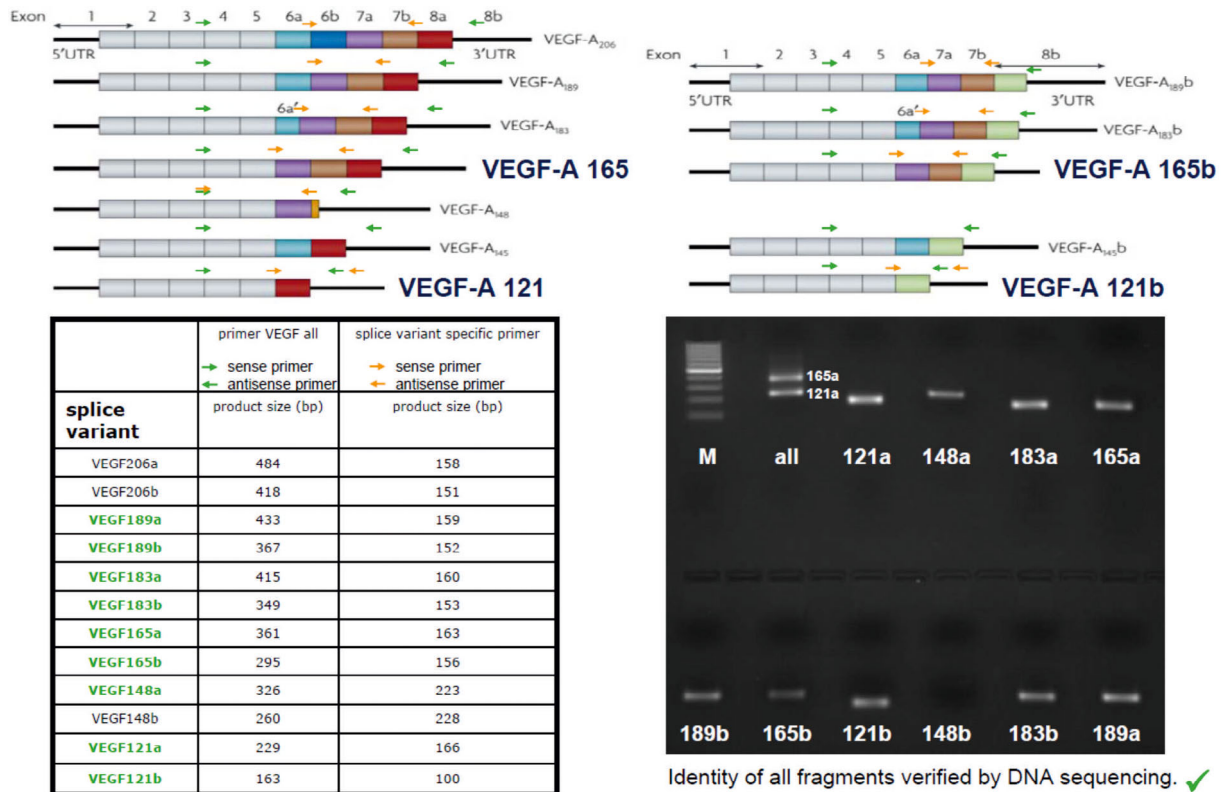 Exon 1 2 3 4 5 6a 6b 7a 7b 8a 8b
5'UTR 3'UTR VEGF-A206
VEGF-A189
6a′
VEGF-A183
VEGF-A 165
VEGF-A148
VEGF-A145
VEGF-A 121
Exon 1 2 3 4 5 6a 7a 7b 8b
VEGF-A189b
5'UTR 3'UTR
6a′
VEGF-A183b
VEGF-A 165b
VEGF-A145b
VEGF-A 121b
primer VEGF all splice variant specific primer
sense primer sense primer
antisense primer antisense primer
splice variant product size (bp) product size (bp)
VEGF206a 484 158
VEGF206b 418 151
VEGF189a 433 159
VEGF189b 367 152
VEGF183a 415 160
VEGF183b 349 153
VEGF165a 361 163
VEGF165b 295 156
VEGF148a 326 223
VEGF148b 260 228
VEGF121a 229 166
VEGF121b 163 100
165a
121a
M all 121a 148a 183a 165a
189b 165b 121b 148b 183b 189a
Identity of all fragments verified by DNA sequencing.